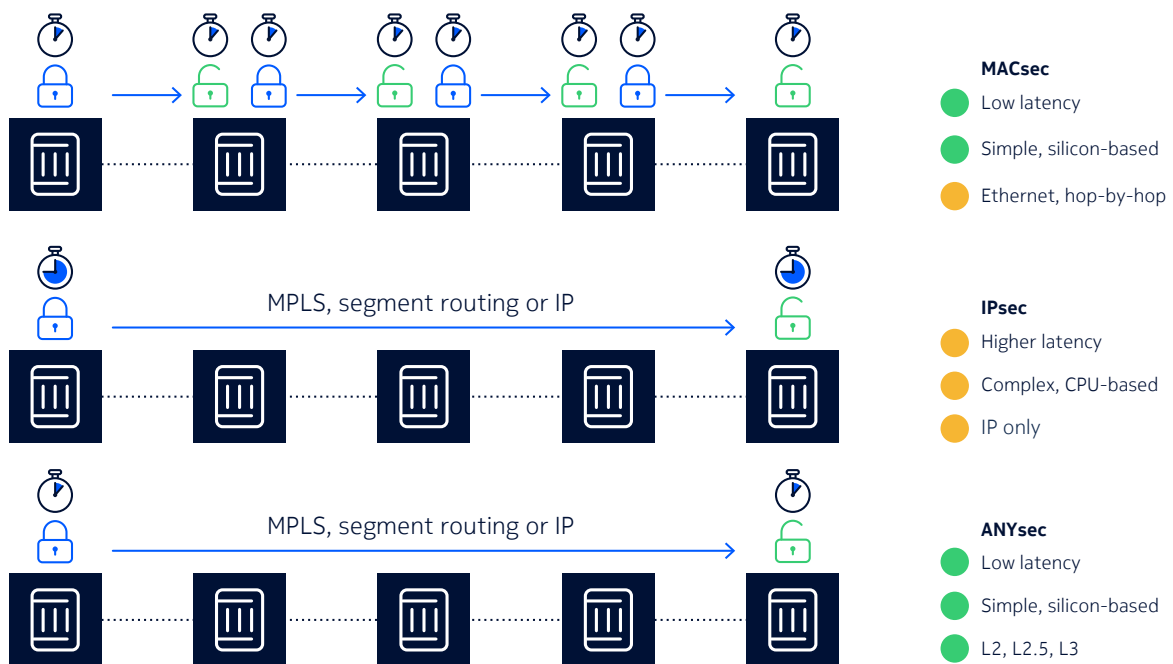 MACsec
Low latency
Simple, silicon-based
Ethernet, hop-by-hop
MPLS, segment routing or IP
IPsec
Higher latency
Complex, CPU-based
IP only
MPLS, segment routing or IP
ANYsec
Low latency
Simple, silicon-based
L2, L2.5, L3